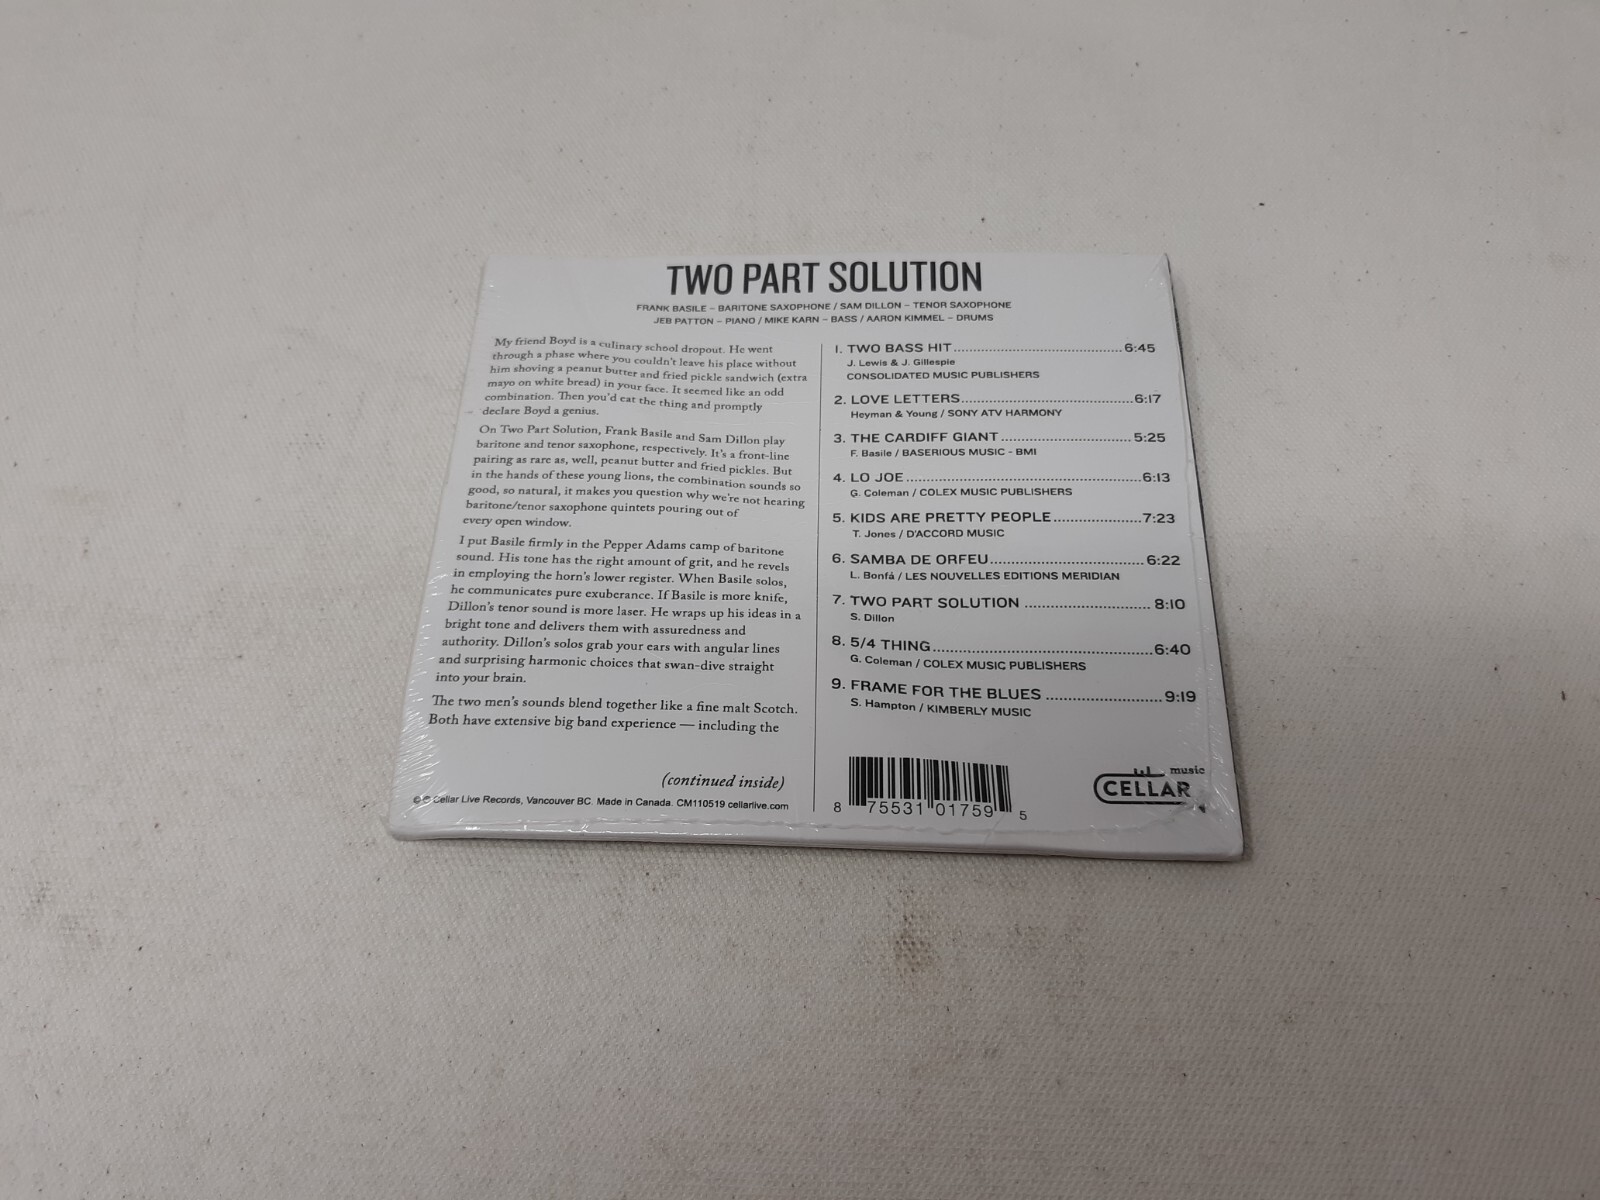 TWO PART SOLUTION
FRANK BASILE – BARITONE SAXOPHONE / SAM DILLON – TENOR SAXOPHONE
JEB PATTON – PIANO / MIKE KARN – BASS / AARON KIMMEL – DRUMS
My friend Boyd is a culinary school dropout. He went
through a phase where you couldn't leave his place without
him shoving a peanut butter and fried pickle sandwich (extra
mayo on white bread) in your face. It seemed like an odd
combination. Then you'd eat the thing and promptly
declare Boyd a genius.
On Two Part Solution, Frank Basile and Sam Dillon play
baritone and tenor saxophone, respectively. It's a front-line
pairing as rare as, well, peanut butter and fried pickles. But
in the hands of these young lions, the combination sounds so
good, so natural, it makes you question why we're not hearing
baritone/tenor saxophone quintets pouring out of
every open window.
I put Basile firmly in the Pepper Adams camp of baritone
sound. His tone has the right amount of grit, and he revels
in employing the horn's lower register. When Basile solos,
he communicates pure exuberance. If Basile is more knife,
Dillon's tenor sound is more laser. He wraps up his ideas in a
bright tone and delivers them with assuredness and
authority. Dillon's solos grab your ears with angular lines
and surprising harmonic choices that swan-dive straight
into your brain.
The two men's sounds blend together like a fine malt Scotch.
Both have extensive big band experience — including the
(continued inside)
© ℗ Cellar Live Records, Vancouver BC. Made in Canada. CM110519 cellarlive.com
1. TWO BASS HIT 6:45
J. Lewis & J. Gillespie
CONSOLIDATED MUSIC PUBLISHERS
2. LOVE LETTERS 6:17
Heyman & Young / SONY ATV HARMONY
3. THE CARDIFF GIANT 5:25
F. Basile / BASERIOUS MUSIC - BMI
4. LO JOE 6:13
G. Coleman / COLEX MUSIC PUBLISHERS
5. KIDS ARE PRETTY PEOPLE 7:23
T. Jones / D'ACCORD MUSIC
6. SAMBA DE ORFEU 6:22
L. Bonfá / LES NOUVELLES EDITIONS MERIDIAN
7. TWO PART SOLUTION 8:10
S. Dillon
8. 5/4 THING 6:40
G. Coleman / COLEX MUSIC PUBLISHERS
9. FRAME FOR THE BLUES 9:19
S. Hampton / KIMBERLY MUSIC
8 75531 01759 5
music
CELLAR